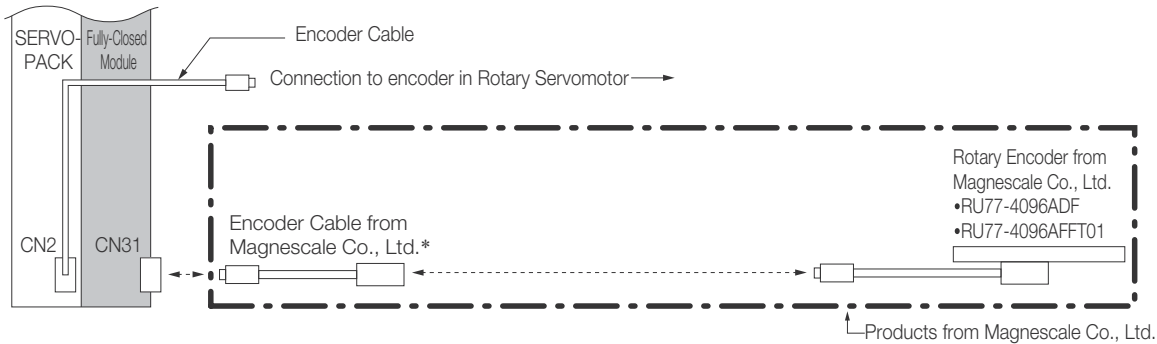 SERVO-
PACK
Fully-Closed
Module
Encoder Cable
Connection to encoder in Rotary Servomotor
Rotary Encoder from
Magnescale Co., Ltd.
•RU77-4096ADF
•RU77-4096AFFT01
Encoder Cable from
Magnescale Co., Ltd.*
CN2
CN31
Products from Magnescale Co., Ltd.